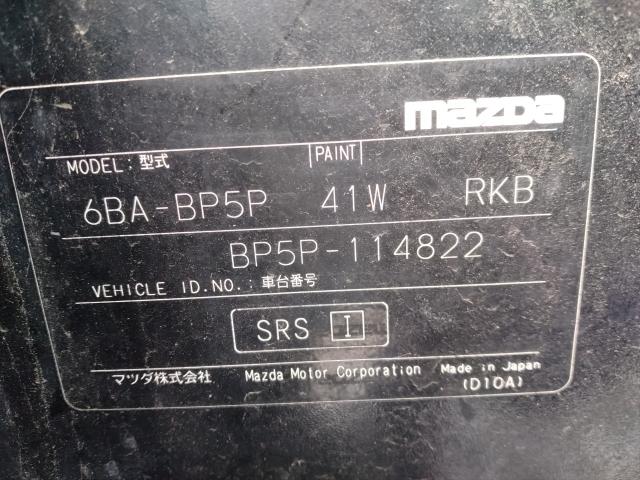 mazda
MODEL:型式 PAINT
6BA-BP5P 41W RKB
BP5P-114822
VEHICLE ID.NO.:車台番号
SRS I
マツダ株式会社 Mazda Motor Corporation Made in Japan
(D10A)